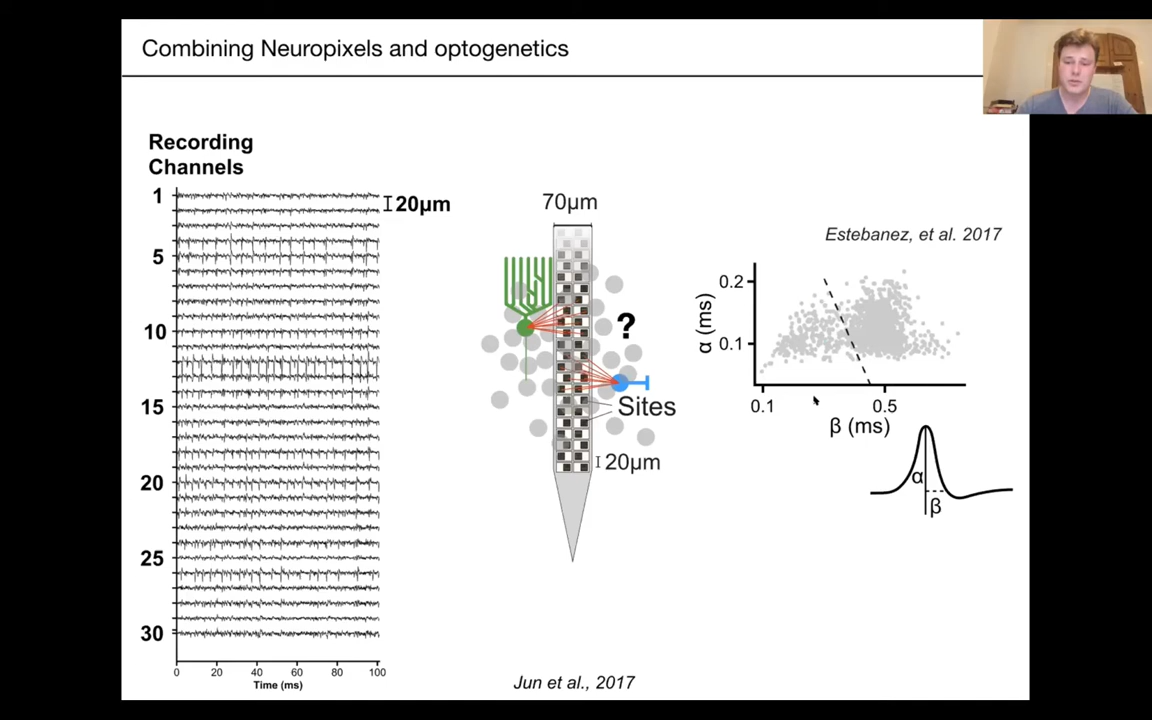 Combining Neuropixels and optogenetics
Recording
Channels
1
5
10
15
20
25
30
20µm
0 20 40 60 80 100
Time (ms)
70µm
?
Sites
20µm
Jun et al., 2017
Estebanez, et al. 2017
0.2
0.1
α (ms)
0.1 0.5
β (ms)
α
β